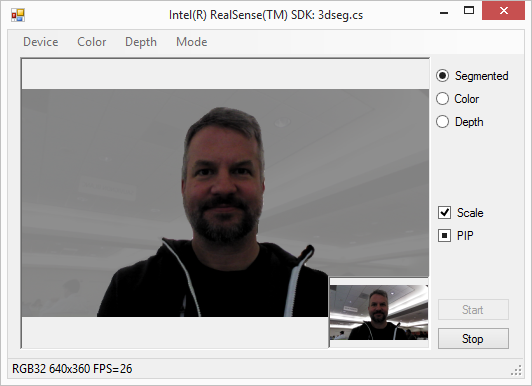 Intel(R) RealSense(TM) SDK: 3dseg.cs
Device Color Depth Mode
Segmented
Color
Depth
Scale
PIP
Start
Stop
RGB32 640x360 FPS=26